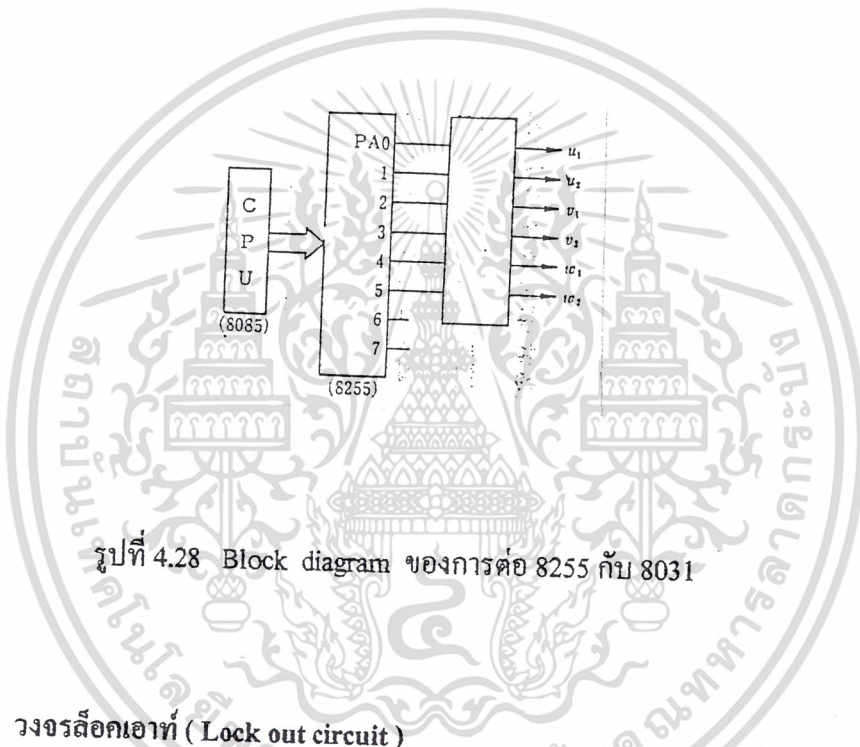 PA0
1
2
3
4
5
6
7
C
P
U
(8085)
(8255)
u₁
u₂
v₁
v₂
w₁
w₂
รูปที่ 4.28 Block diagram ของการต่อ 8255 กับ 8031
วงจรล็อคเอาท์ ( Lock out circuit )